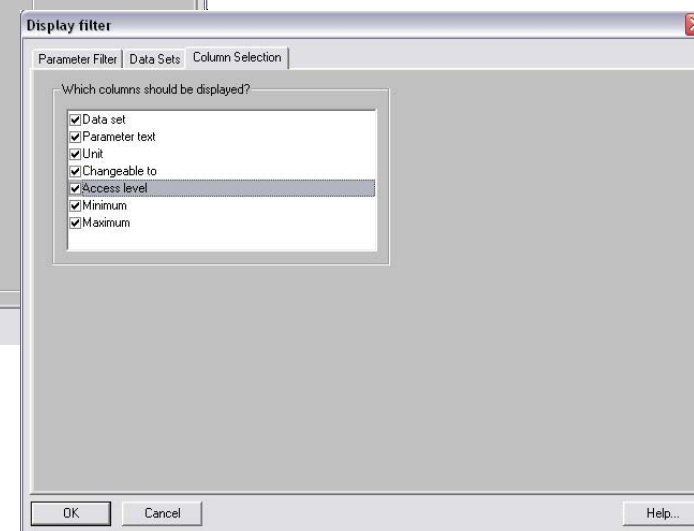 Display filter
Parameter Filter Data Sets Column Selection
Which columns should be displayed?
Data set
Parameter text
Unit
Changeable to
Access level
Minimum
Maximum
OK Cancel Help...